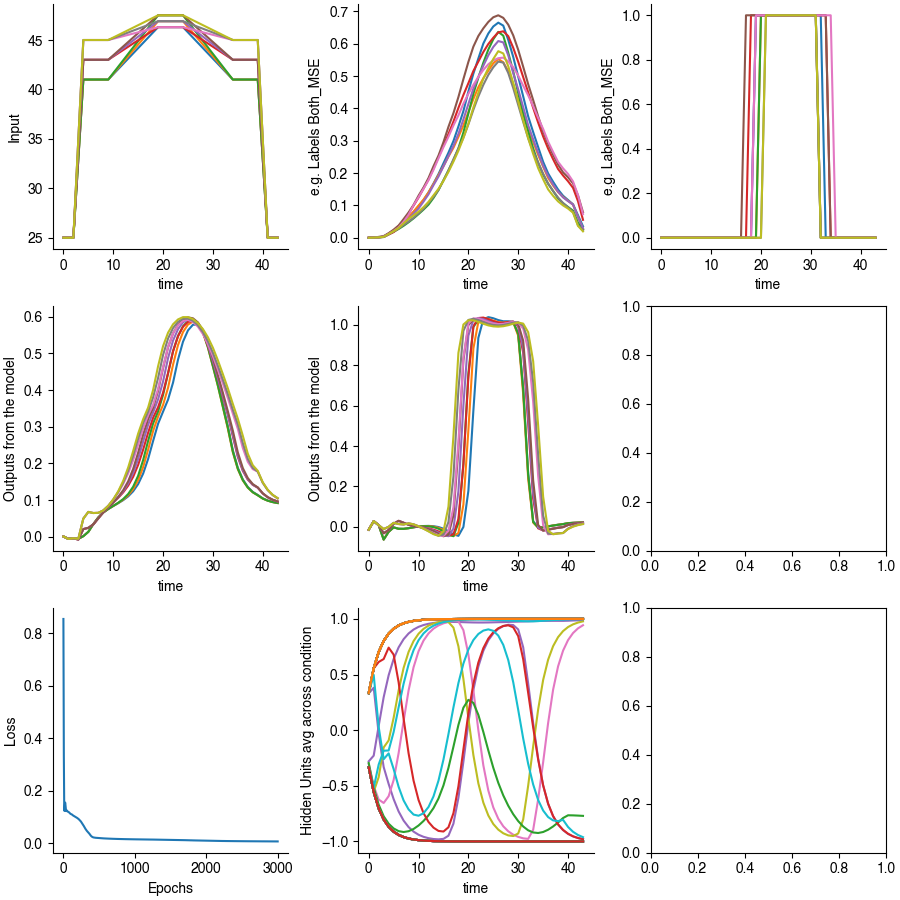 45
40
35
30
25
Input
0 10 20 30 40
time
0.7
0.6
0.5
0.4
0.3
0.2
0.1
0.0
e.g. Labels Both_MSE
0 10 20 30 40
time
1.0
0.8
0.6
0.4
0.2
0.0
e.g. Labels Both_MSE
0 10 20 30 40
time
0.6
0.5
0.4
0.3
0.2
0.1
0.0
Outputs from the model
0 10 20 30 40
time
1.0
0.8
0.6
0.4
0.2
0.0
Outputs from the model
0 10 20 30 40
time
1.0
0.8
0.6
0.4
0.2
0.0
0.0 0.2 0.4 0.6 0.8 1.0
0.8
0.6
0.4
0.2
0.0
Loss
0 1000 2000 3000
Epochs
1.0
0.5
0.0
−0.5
−1.0
Hidden Units avg across condition
0 10 20 30 40
time
1.0
0.8
0.6
0.4
0.2
0.0
0.0 0.2 0.4 0.6 0.8 1.0